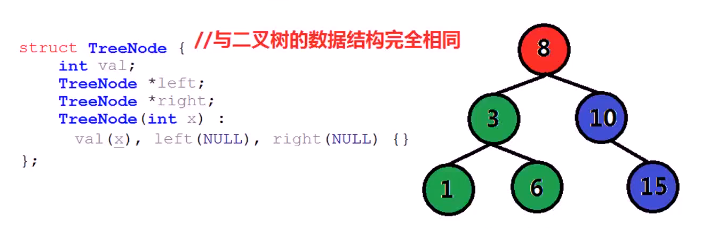 struct TreeNode { //与二叉树的数据结构完全相同
int val;
TreeNode *left;
TreeNode *right;
TreeNode(int x) :
val(x), left(NULL), right(NULL) {}
};
8
3 10
1 6 15